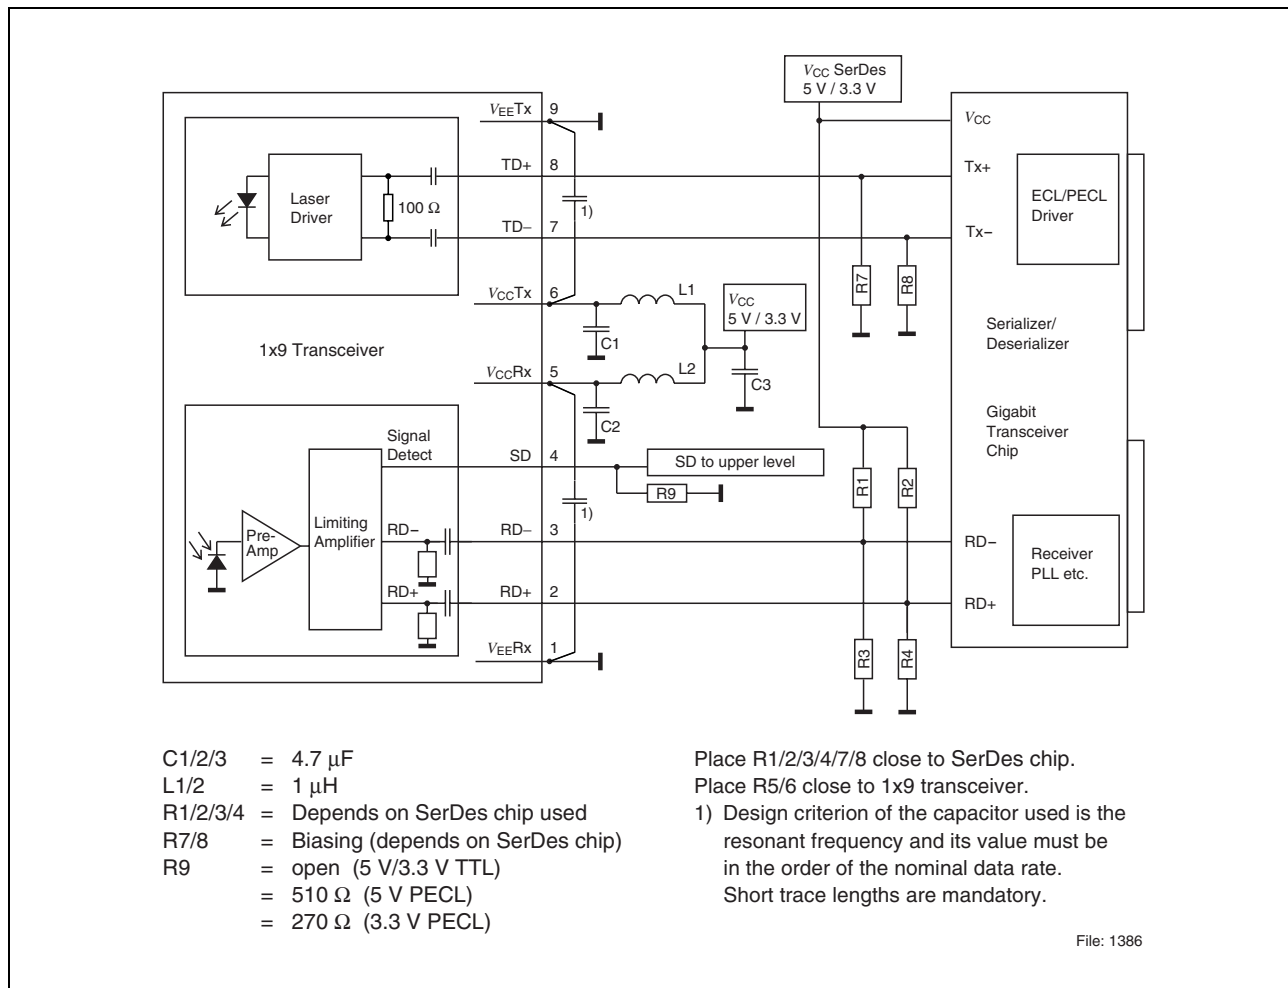 V_CC SerDes
5 V / 3.3 V
V_EE Tx 9
V_CC
TD+ 8
Tx+
Laser
Driver
100 Ω
1)
ECL/PECL
Driver
TD− 7
Tx−
R7
R8
V_CC Tx 6
L1
V_CC
5 V / 3.3 V
C1
Serializer/
Deserializer
1x9 Transceiver
L2
V_CC Rx 5
C3
C2
Gigabit
Transceiver
Chip
Signal
Detect
SD 4
SD to upper level
R9
R1
R2
1)
Pre-
Amp
Limiting
Amplifier
RD−
RD− 3
RD−
Receiver
PLL etc.
RD+
RD+ 2
RD+
V_EE Rx 1
R3
R4
C1/2/3 = 4.7 μF
L1/2 = 1 μH
R1/2/3/4 = Depends on SerDes chip used
R7/8 = Biasing (depends on SerDes chip)
R9 = open (5 V/3.3 V TTL)
= 510 Ω (5 V PECL)
= 270 Ω (3.3 V PECL)
Place R1/2/3/4/7/8 close to SerDes chip.
Place R5/6 close to 1x9 transceiver.
1) Design criterion of the capacitor used is the
resonant frequency and its value must be
in the order of the nominal data rate.
Short trace lengths are mandatory.
File: 1386